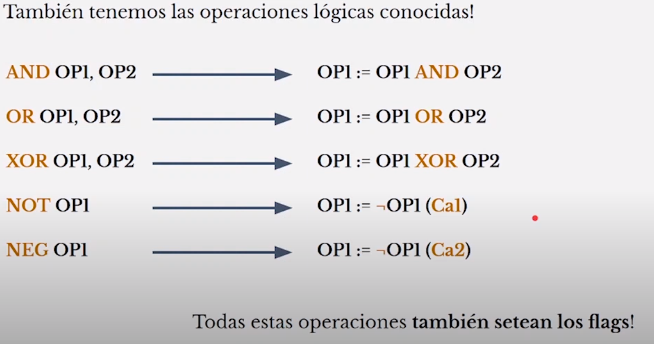 También tenemos las operaciones lógicas conocidas!
AND OP1, OP2 OP1 := OP1 AND OP2
OR OP1, OP2 OP1 := OP1 OR OP2
XOR OP1, OP2 OP1 := OP1 XOR OP2
NOT OP1 OP1 := ¬OP1 (Ca1)
NEG OP1 OP1 := ¬OP1 (Ca2)
Todas estas operaciones también setean los flags!